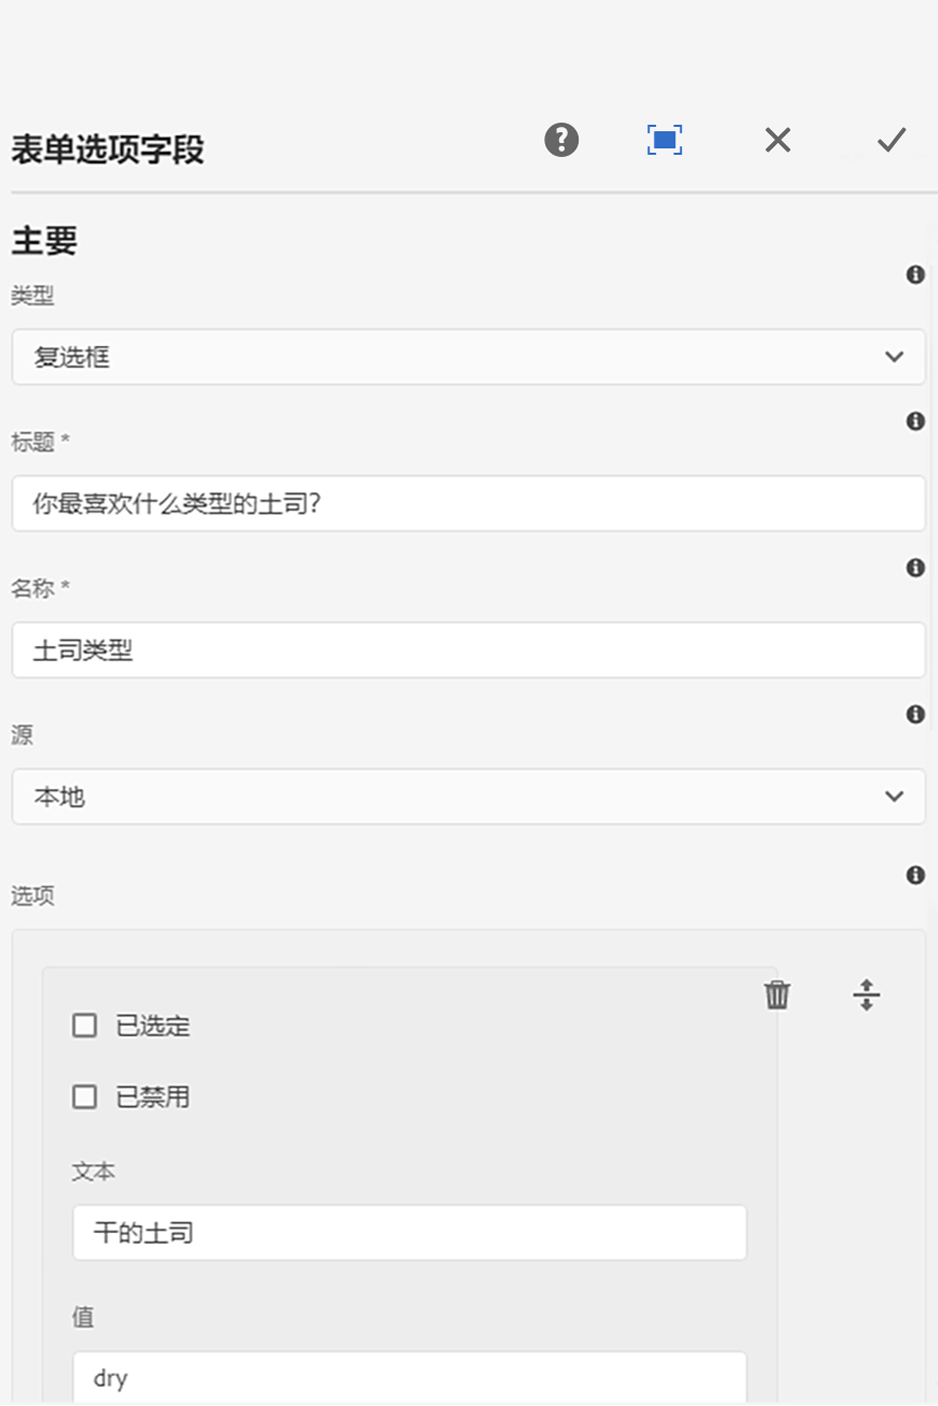 表单选项字段
主要
类型
复选框
标题 *
你最喜欢什么类型的土司?
名称 *
土司类型
源
本地
选项
已选定
已禁用
文本
干的土司
值
dry